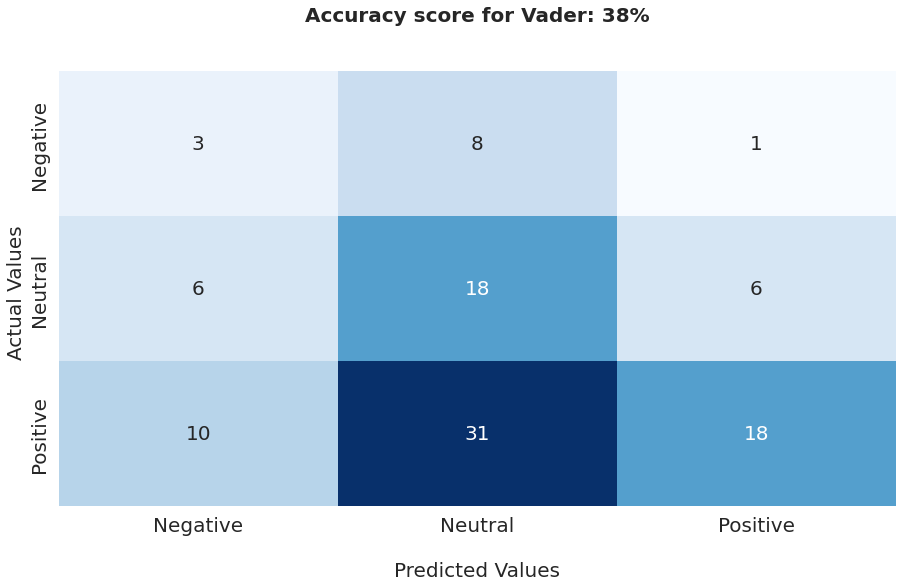 Accuracy score for Vader: 38%
Actual Values
Negative
3 8 1
Neutral
6 18 6
Positive
10 31 18
Negative Neutral Positive
Predicted Values